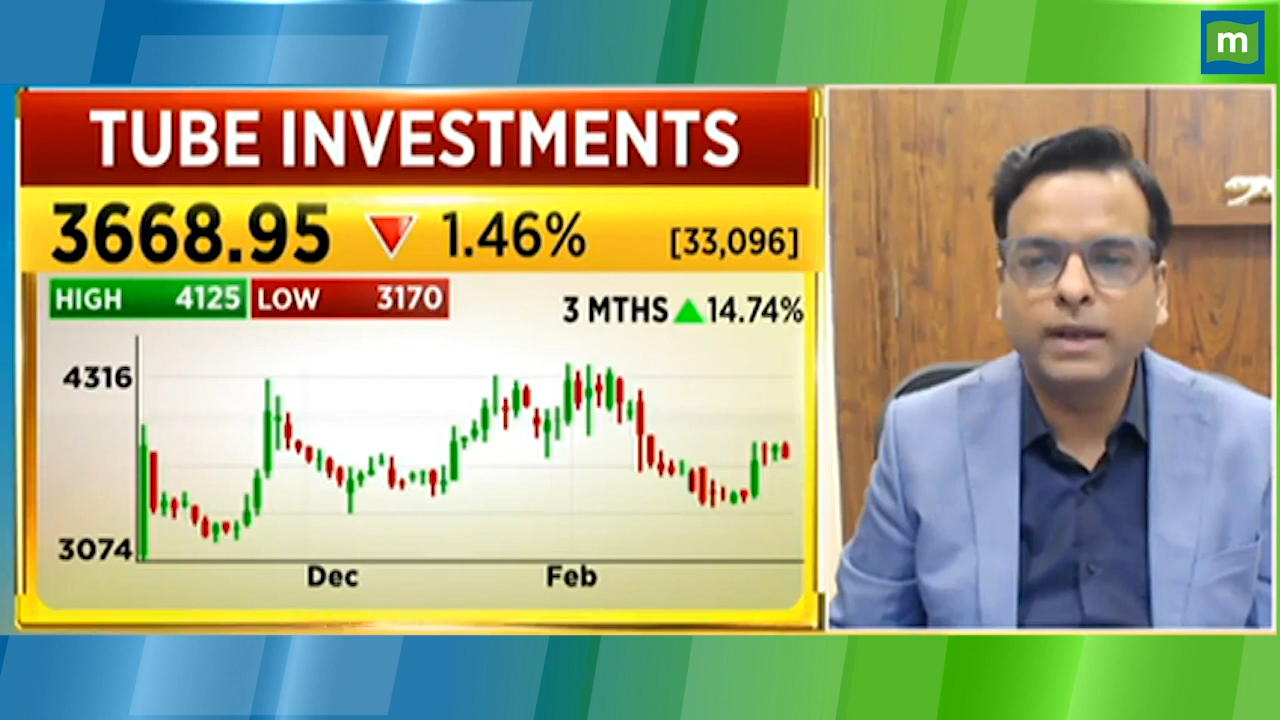 m
TUBE INVESTMENTS
3668.95 ▼ 1.46% [33,096]
HIGH 4125 LOW 3170 3 MTHS ▲ 14.74%
4316
3074
Dec Feb